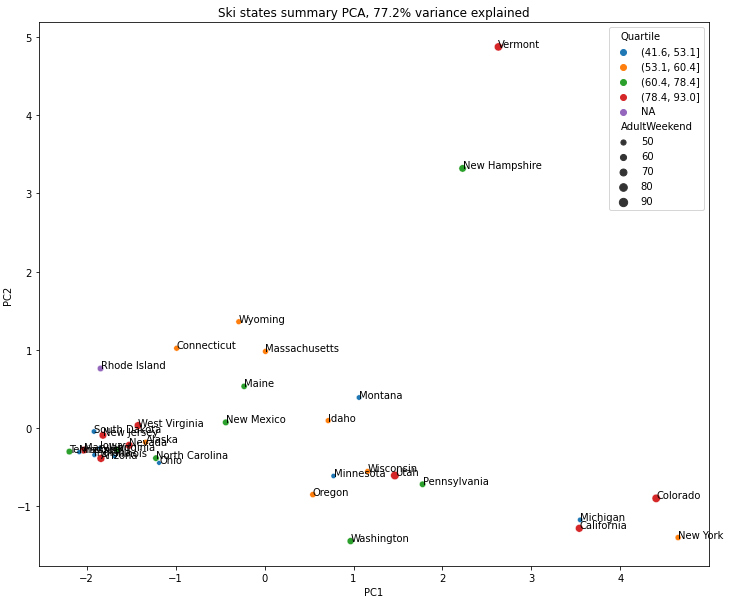 Ski states summary PCA, 77.2% variance explained
Quartile
(41.6, 53.1]
(53.1, 60.4]
(60.4, 78.4]
(78.4, 93.0]
NA
AdultWeekend
50
60
70
80
90
5
4
3
2
1
0
−1
PC2
Vermont
New Hampshire
Wyoming
Connecticut
Massachusetts
Rhode Island
Maine
Montana
New Mexico
Idaho
West Virginia
South Dakota
New Jersey
Alaska
Nevada
Iowa
Arizona
North Carolina
Ohio
Wisconsin
Minnesota
Utah
Pennsylvania
Oregon
Colorado
Michigan
California
New York
Washington
−2
−1
0
1
2
3
4
PC1